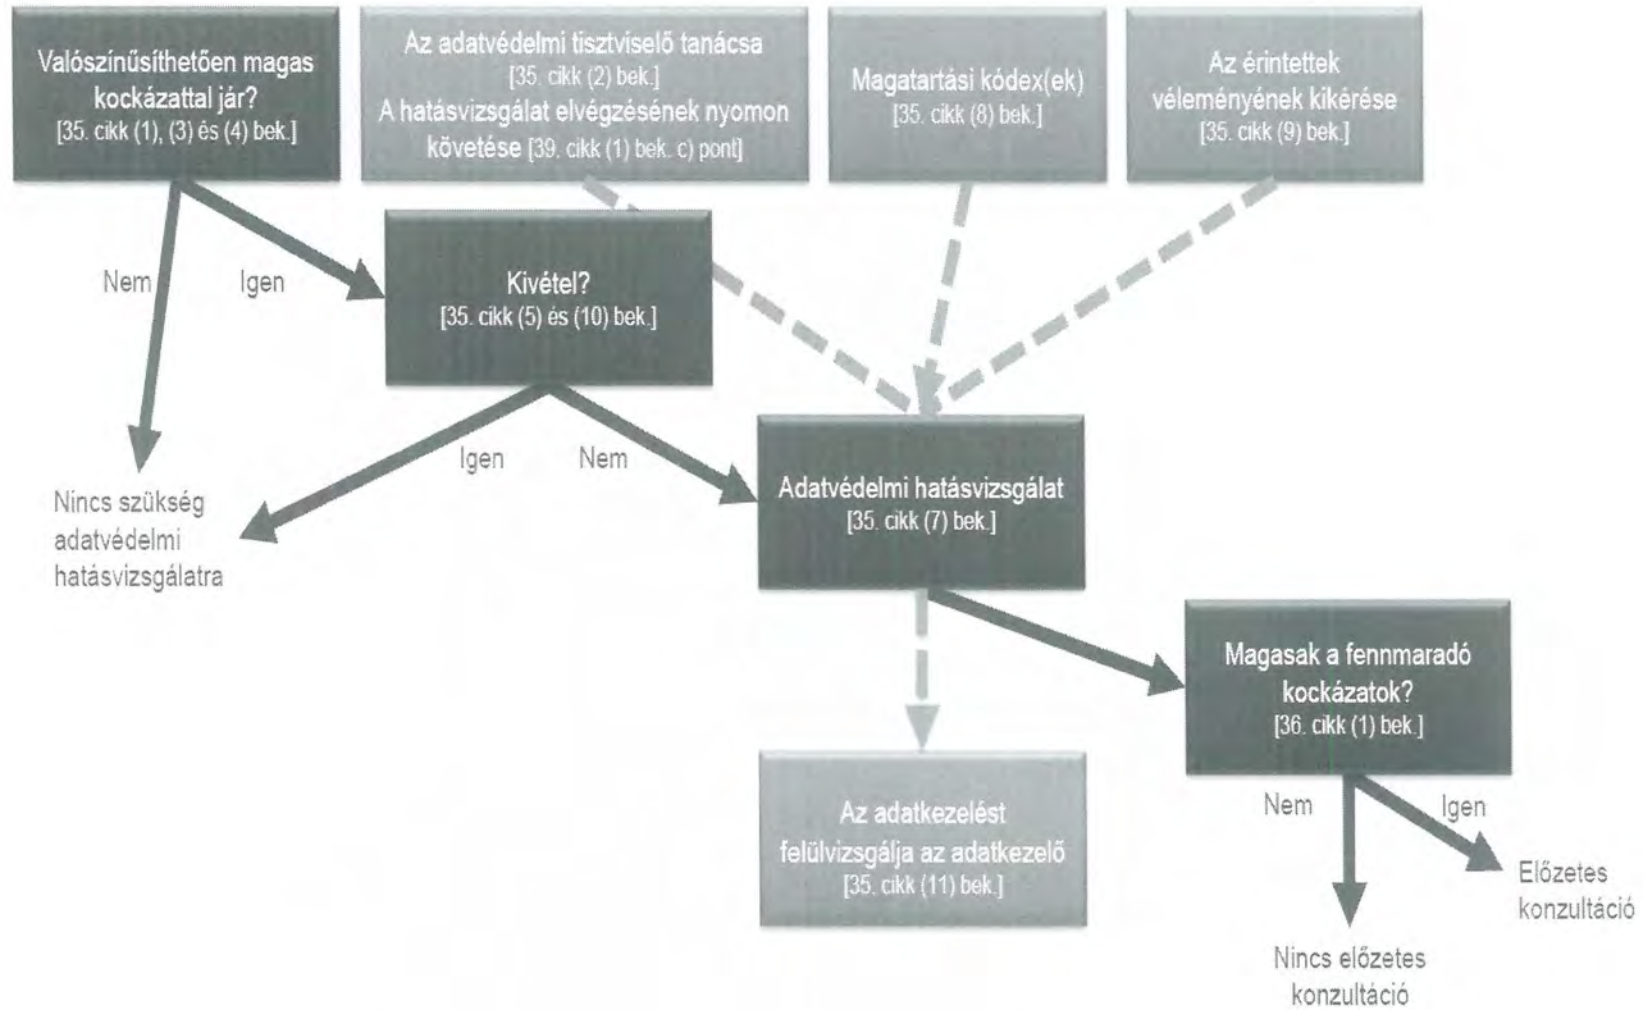 Valószínűsíthetően magas
kockázattal jár?
[35. cikk (1), (3) és (4) bek.]
Az adatvédelmi tisztviselő tanácsa
[35. cikk (2) bek.]
A hatásvizsgálat elvégzésének nyomon
követése [39. cikk (1) bek. c) pont]
Magatartási kódex(ek)
[35. cikk (8) bek.]
Az érintettek
véleményének kikérése
[35. cikk (9) bek.]
Nem
Igen
Kivétel?
[35. cikk (5) és (10) bek.]
Igen
Nem
Nincs szükség
adatvédelmi
hatásvizsgálatra
Adatvédelmi hatásvizsgálat
[35. cikk (7) bek.]
Magasak a fennmaradó
kockázatok?
[36. cikk (1) bek.]
Az adatkezelést
felülvizsgálja az adatkezelő
[35. cikk (11) bek.]
Nem
Igen
Előzetes
konzultáció
Nincs előzetes
konzultáció